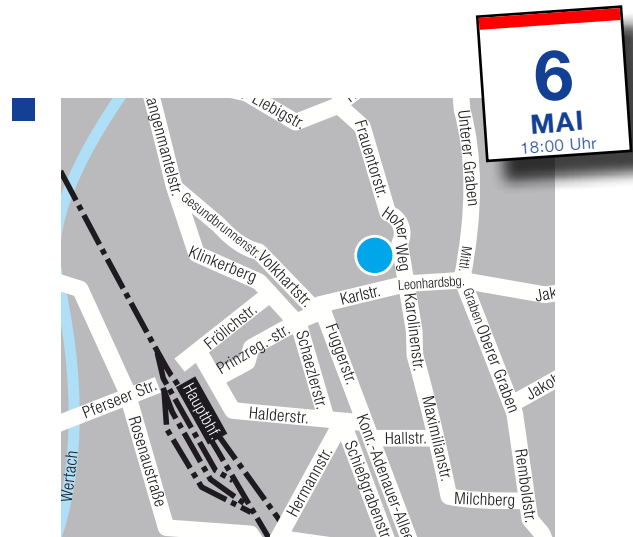 6
MAI
18:00 Uhr
Liebigstr.
angenmantelstr.
Frauentorstr.
Unterer Graben
Gesundbrunnenstr.
Hoher Weg
Klinkerberg
Volkhartstr.
Mittl.
Graben
Karlstr.
Leonhardsbg.
Jak
Frölichstr.
Prinzreg.-str.
Schaezlerstr.
Fuggerstr.
Karolinenstr.
Oberer Graben
Jakob
Pferseer Str.
Hauptbhf.
Halderstr.
Hallstr.
Maximilianstr.
Rosenaustraße
Konr.-Adenauer-Allee
Schießgrabenstr
Hermannstr.
Milchberg
Remboldstr.
Wertach